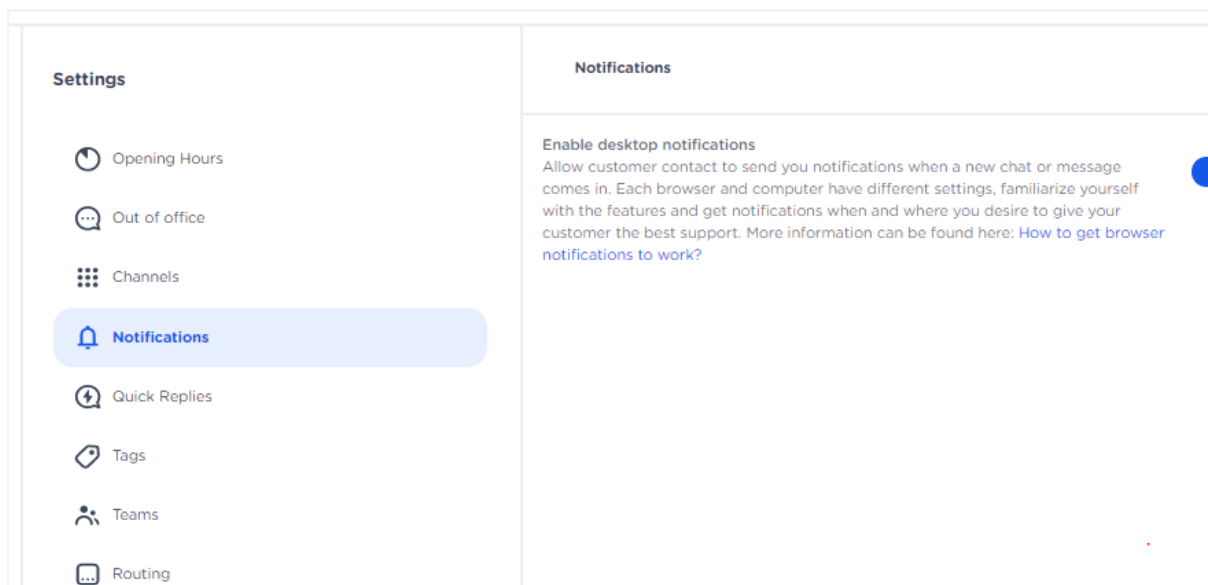 Settings
Opening Hours
Out of office
Channels
Notifications
Quick Replies
Tags
Teams
Routing
Notifications
Enable desktop notifications
Allow customer contact to send you notifications when a new chat or message
comes in. Each browser and computer have different settings, familiarize yourself
with the features and get notifications when and where you desire to give your
customer the best support. More information can be found here: How to get browser
notifications to work?